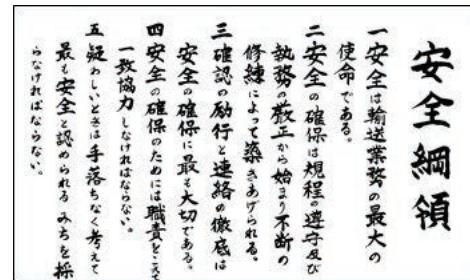 安全綱領
一 安全は輸送業務の最大の
使命である。
二 安全の確保は規程の遵守及び
執務の厳正から始まり不断の
修練によって築きあげられる。
三 確認の励行と連絡の徹底は
安全の確保に最も大切である。
四 安全の確保のためには職責をこえて
一致協力しなければならない。
五 疑わしいときは手落ちなく考えて
最も安全と認められるみちを採
らなければならない。